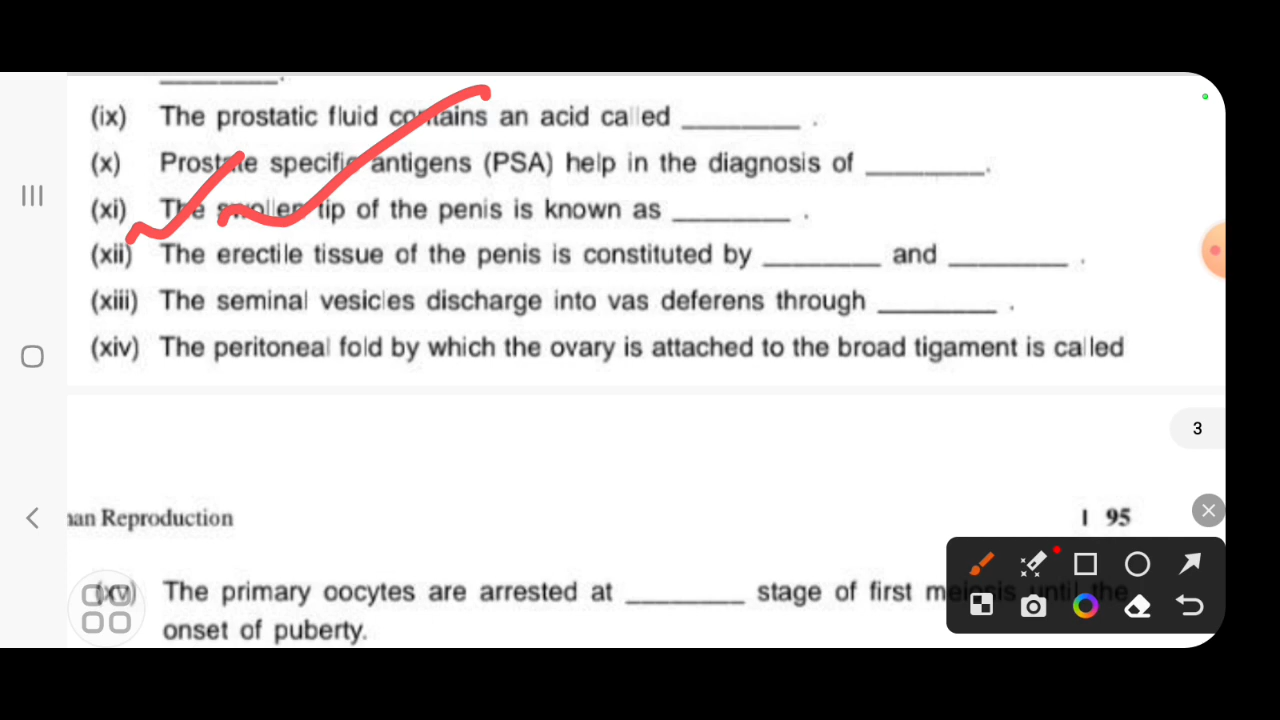 ________.
(ix) The prostatic fluid contains an acid called ________ .
(x) Prostate specific antigens (PSA) help in the diagnosis of ________.
(xi) The swollen tip of the penis is known as ________ .
(xii) The erectile tissue of the penis is constituted by ________ and ________ .
(xiii) The seminal vesicles discharge into vas deferens through ________ .
(xiv) The peritoneal fold by which the ovary is attached to the broad tigament is called
3
nan Reproduction I 95
(xv) The primary oocytes are arrested at ________ stage of first meiosis until the
onset of puberty.